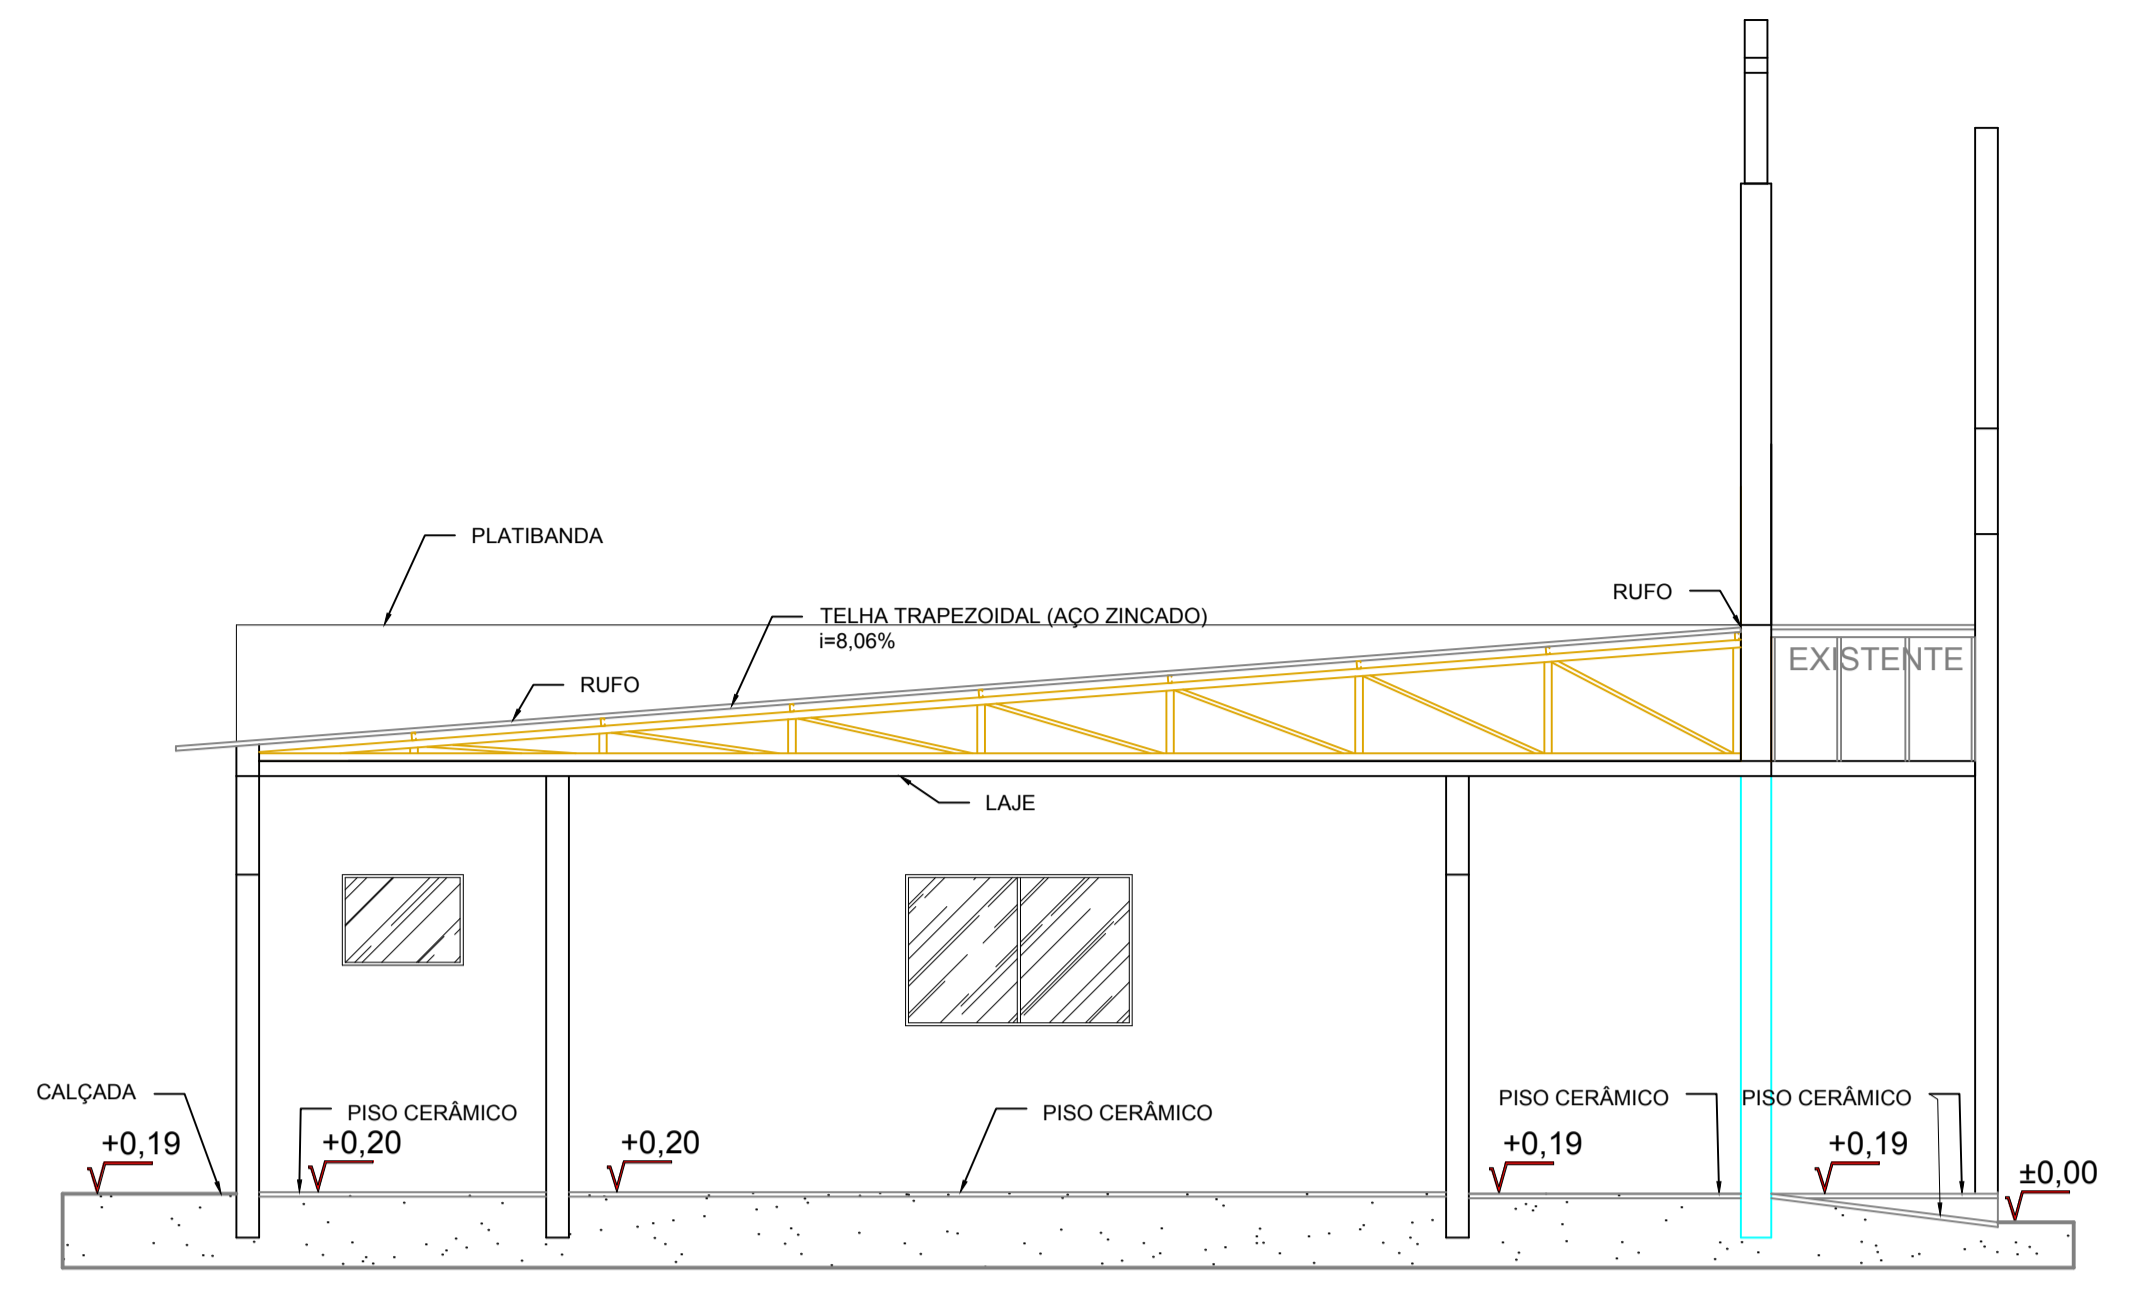 PLATIBANDA
RUFO
TELHA TRAPEZOIDAL (AÇO ZINCADO)
i=8,06%
EXISTENTE
RUFO
LAJE
CALÇADA
PISO CERÂMICO
PISO CERÂMICO
PISO CERÂMICO
PISO CERÂMICO
+0,19
+0,20
+0,20
+0,19
+0,19
±0,00